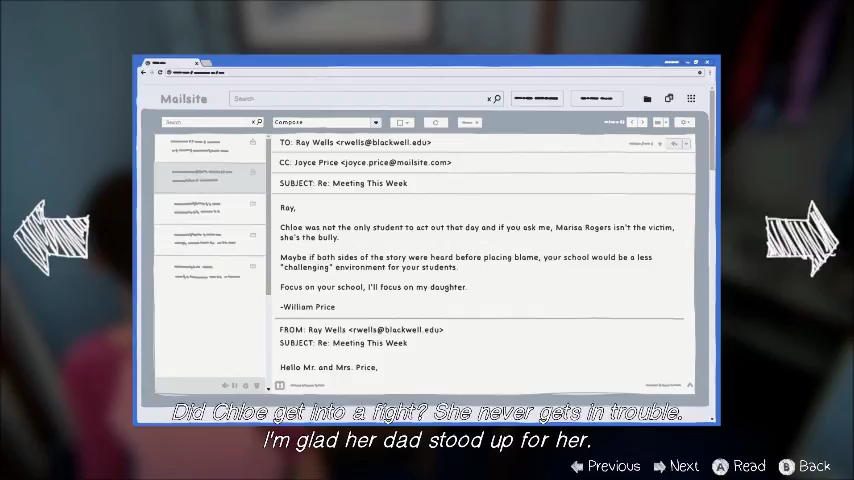 Mailsite
Search
x
Search
x
Compose
TO: Ray Wells <rwells@blackwell.edu>
CC: Joyce Price <joyce.price@mailsite.com>
SUBJECT: Re: Meeting This Week
Ray,
Chloe was not the only student to act out that day and if you ask me, Marisa Rogers isn't the victim,
she's the bully.
Maybe if both sides of the story were heard before placing blame, your school would be a less
"challenging" environment for your students.
Focus on your school, I'll focus on my daughter.
-William Price
FROM: Ray Wells <rwells@blackwell.edu>
SUBJECT: Re: Meeting This Week
Hello Mr. and Mrs. Price,
Did Chloe get into a fight? She never gets in trouble.
I'm glad her dad stood up for her.
Previous Next A Read B Back